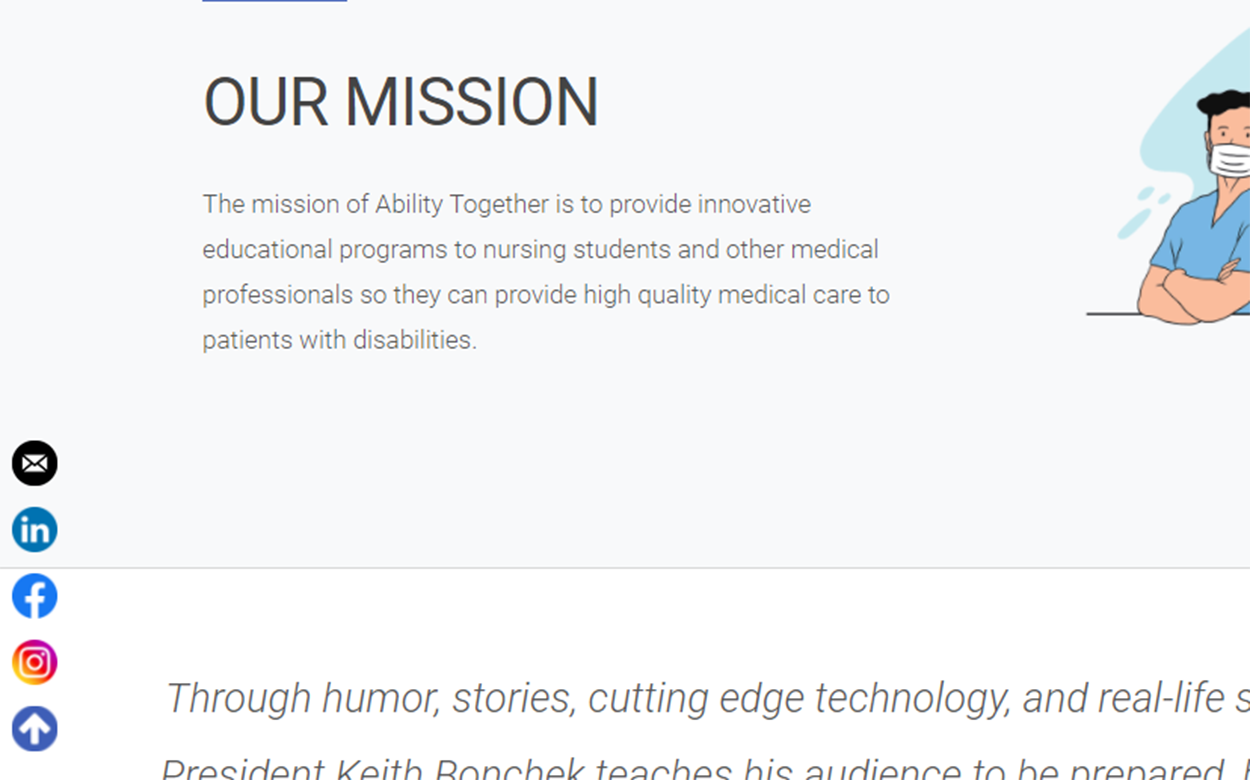 OUR MISSION
The mission of Ability Together is to provide innovative
educational programs to nursing students and other medical
professionals so they can provide high quality medical care to
patients with disabilities.
in
Through humor, stories, cutting edge technology, and real-life
President Keith Bonchek teaches his audience to be prepared.